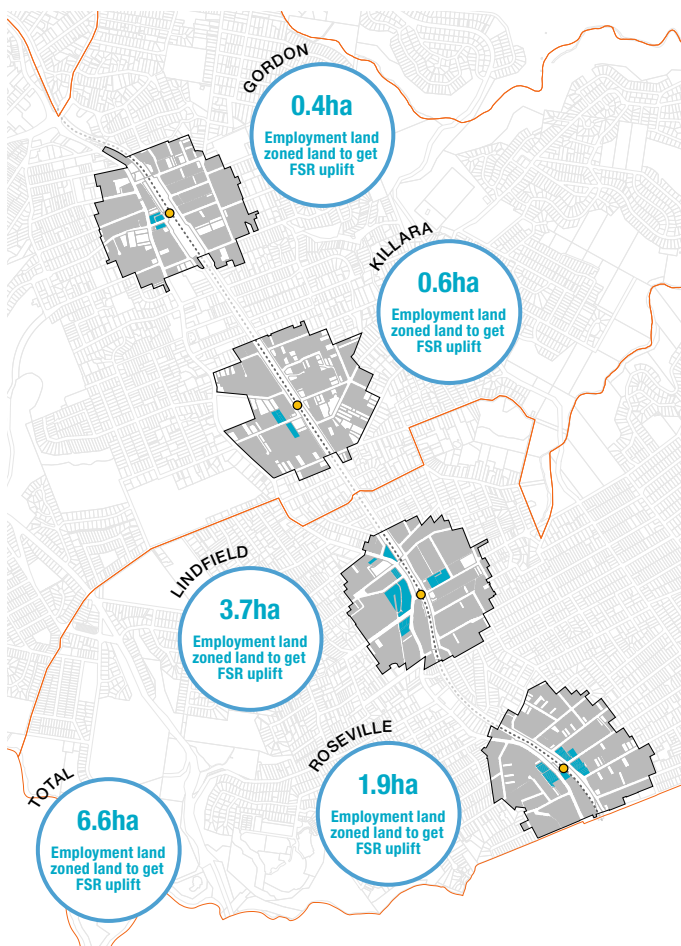 GORDON
0.4ha
Employment land
zoned land to get
FSR uplift
KILLARA
0.6ha
Employment land
zoned land to get
FSR uplift
LINDFIELD
3.7ha
Employment land
zoned land to get
FSR uplift
ROSEVILLE
1.9ha
Employment land
zoned land to get
FSR uplift
TOTAL
6.6ha
Employment land
zoned land to get
FSR uplift